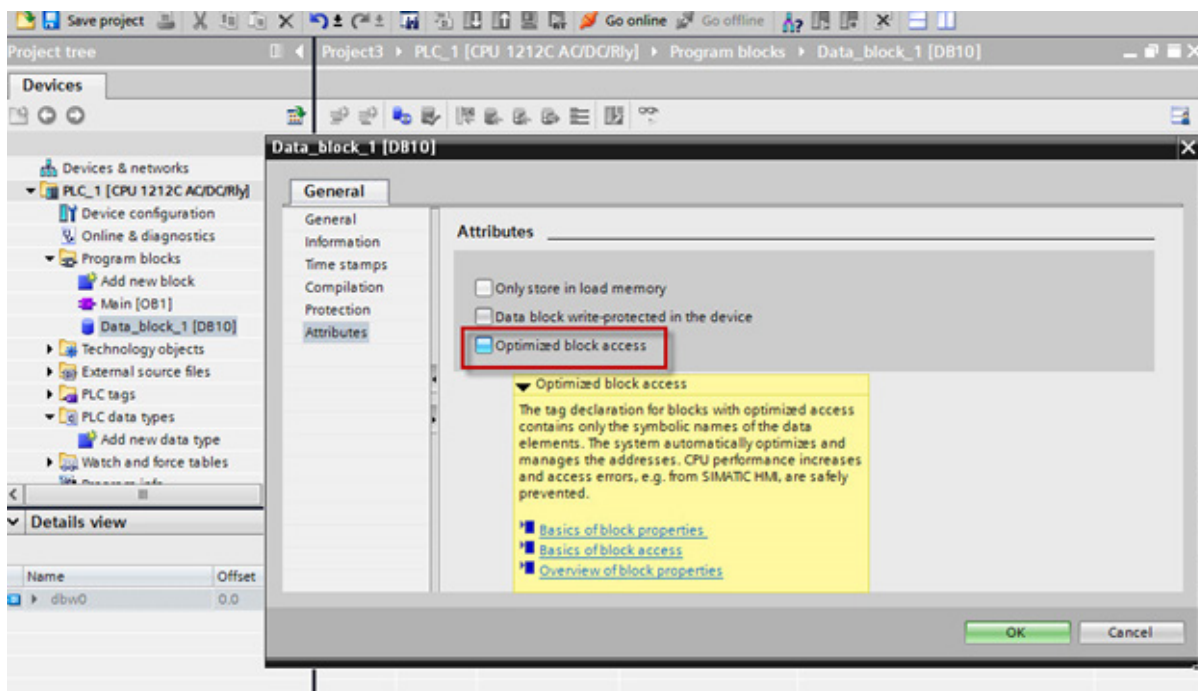 Save project
Go online
Go offline
Project tree
Project3 ▸ PLC_1 [CPU 1212C AC/DC/Rly] ▸ Program blocks ▸ Data_block_1 [DB10]
Devices
Devices & networks
PLC_1 [CPU 1212C AC/DC/Rly]
Device configuration
Online & diagnostics
Program blocks
Add new block
Main [OB1]
Data_block_1 [DB10]
Technology objects
External source files
PLC tags
PLC data types
Add new data type
Watch and force tables
Details view
Name Offset
dbw0 0.0
Data_block_1 [DB10]
General
General
Information
Time stamps
Compilation
Protection
Attributes
Attributes
Only store in load memory
Data block write-protected in the device
Optimized block access
Optimized block access
The tag declaration for blocks with optimized access
contains only the symbolic names of the data
elements. The system automatically optimizes and
manages the addresses. CPU performance increases
and access errors, e.g. from SIMATIC HMI, are safely
prevented.
Basics of block properties
Basics of block access
Overview of block properties
OK Cancel